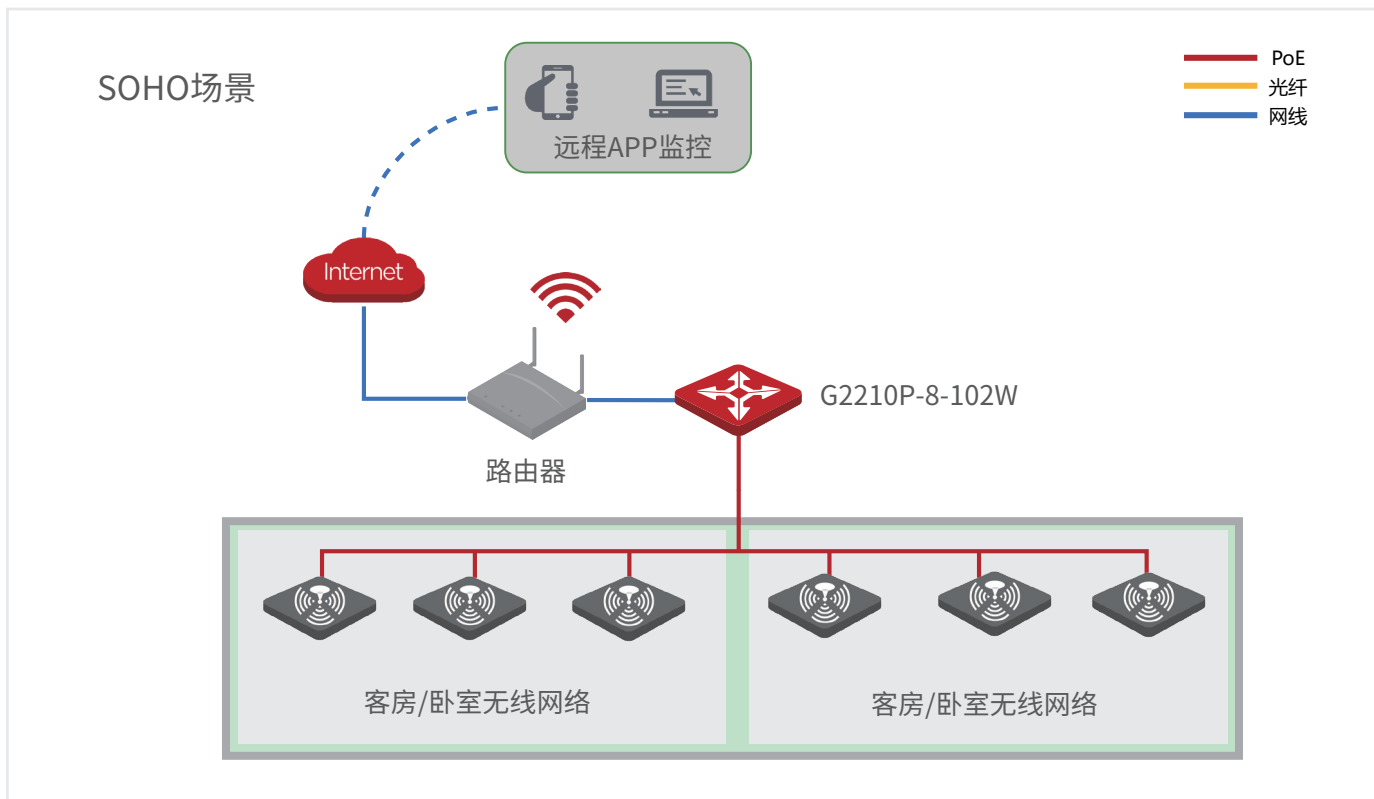 SOHO场景
远程APP监控
PoE
光纤
网线
Internet
G2210P-8-102W
路由器
客房/卧室无线网络
客房/卧室无线网络